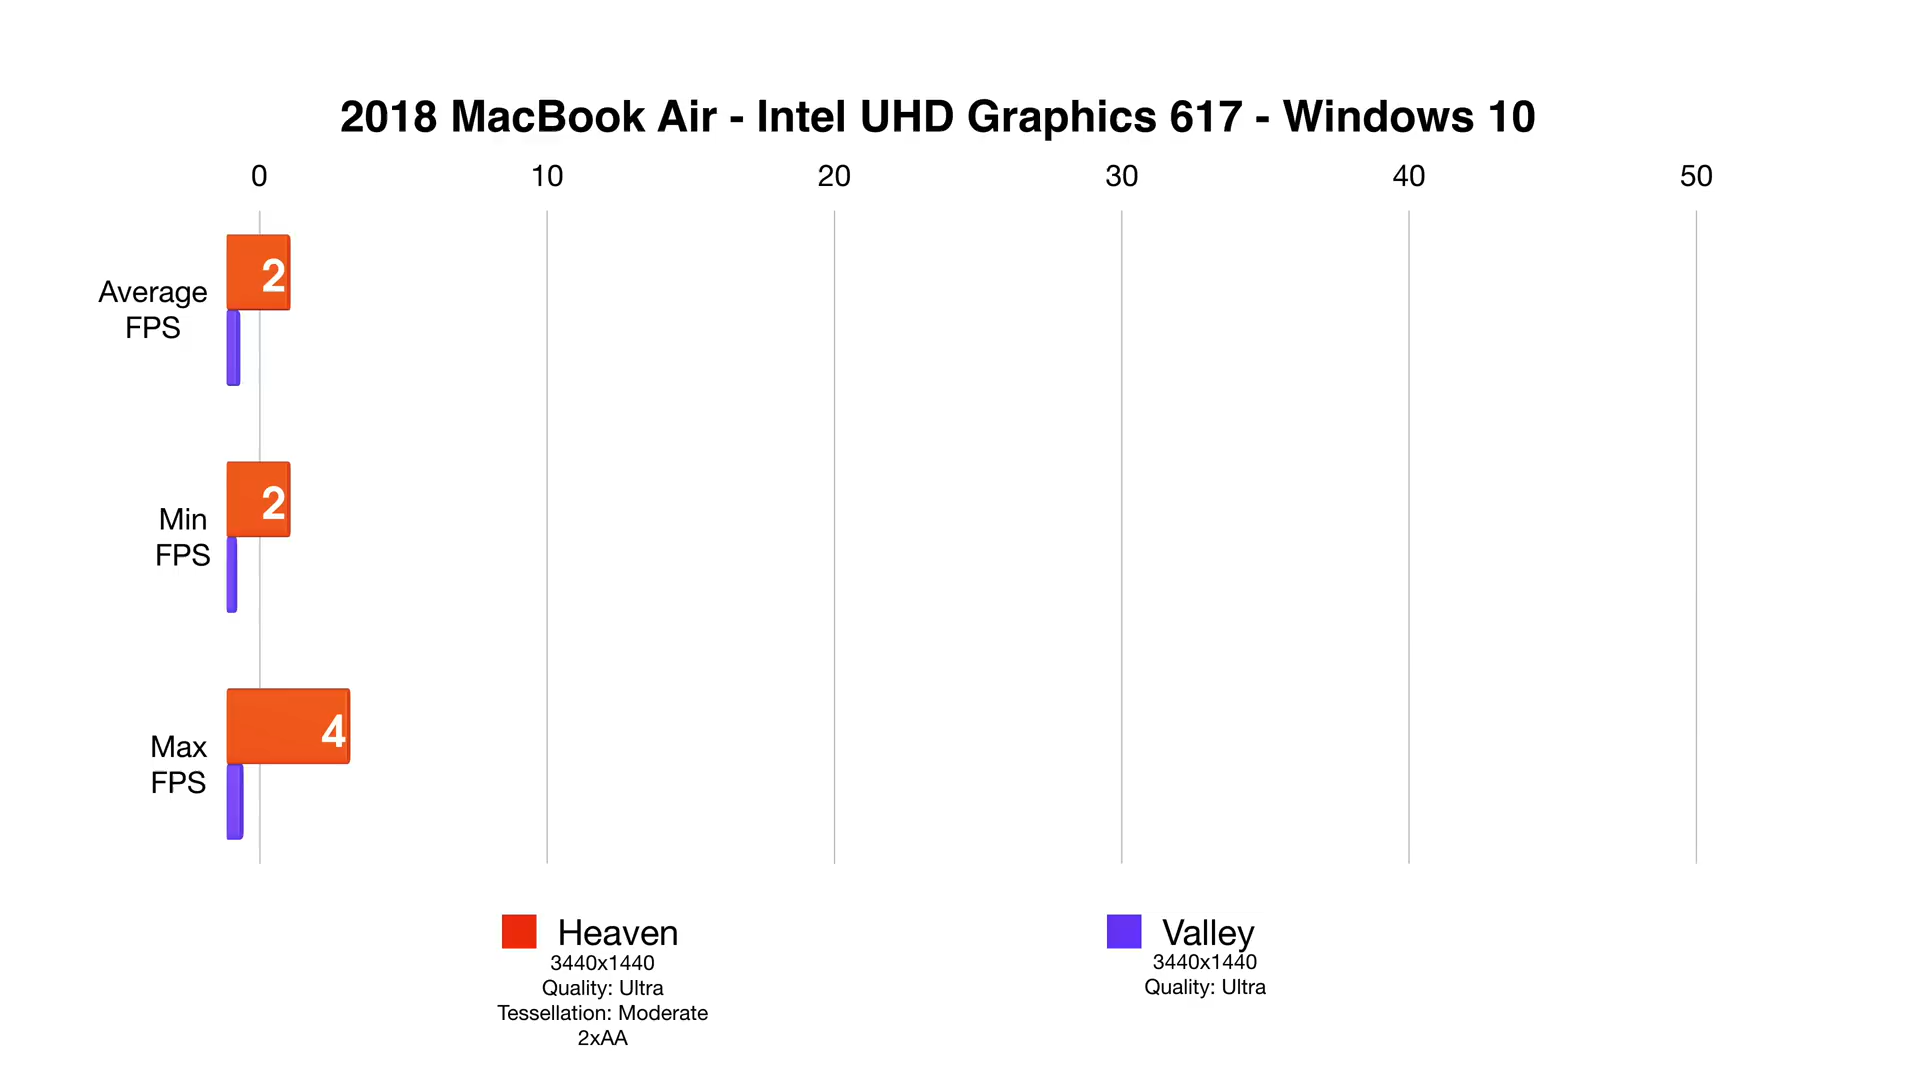 2018 MacBook Air - Intel UHD Graphics 617 - Windows 10
0 10 20 30 40 50
2
Average
FPS
2
Min
FPS
4
Max
FPS
Heaven
3440x1440
Quality: Ultra
Tessellation: Moderate
2xAA
Valley
3440x1440
Quality: Ultra